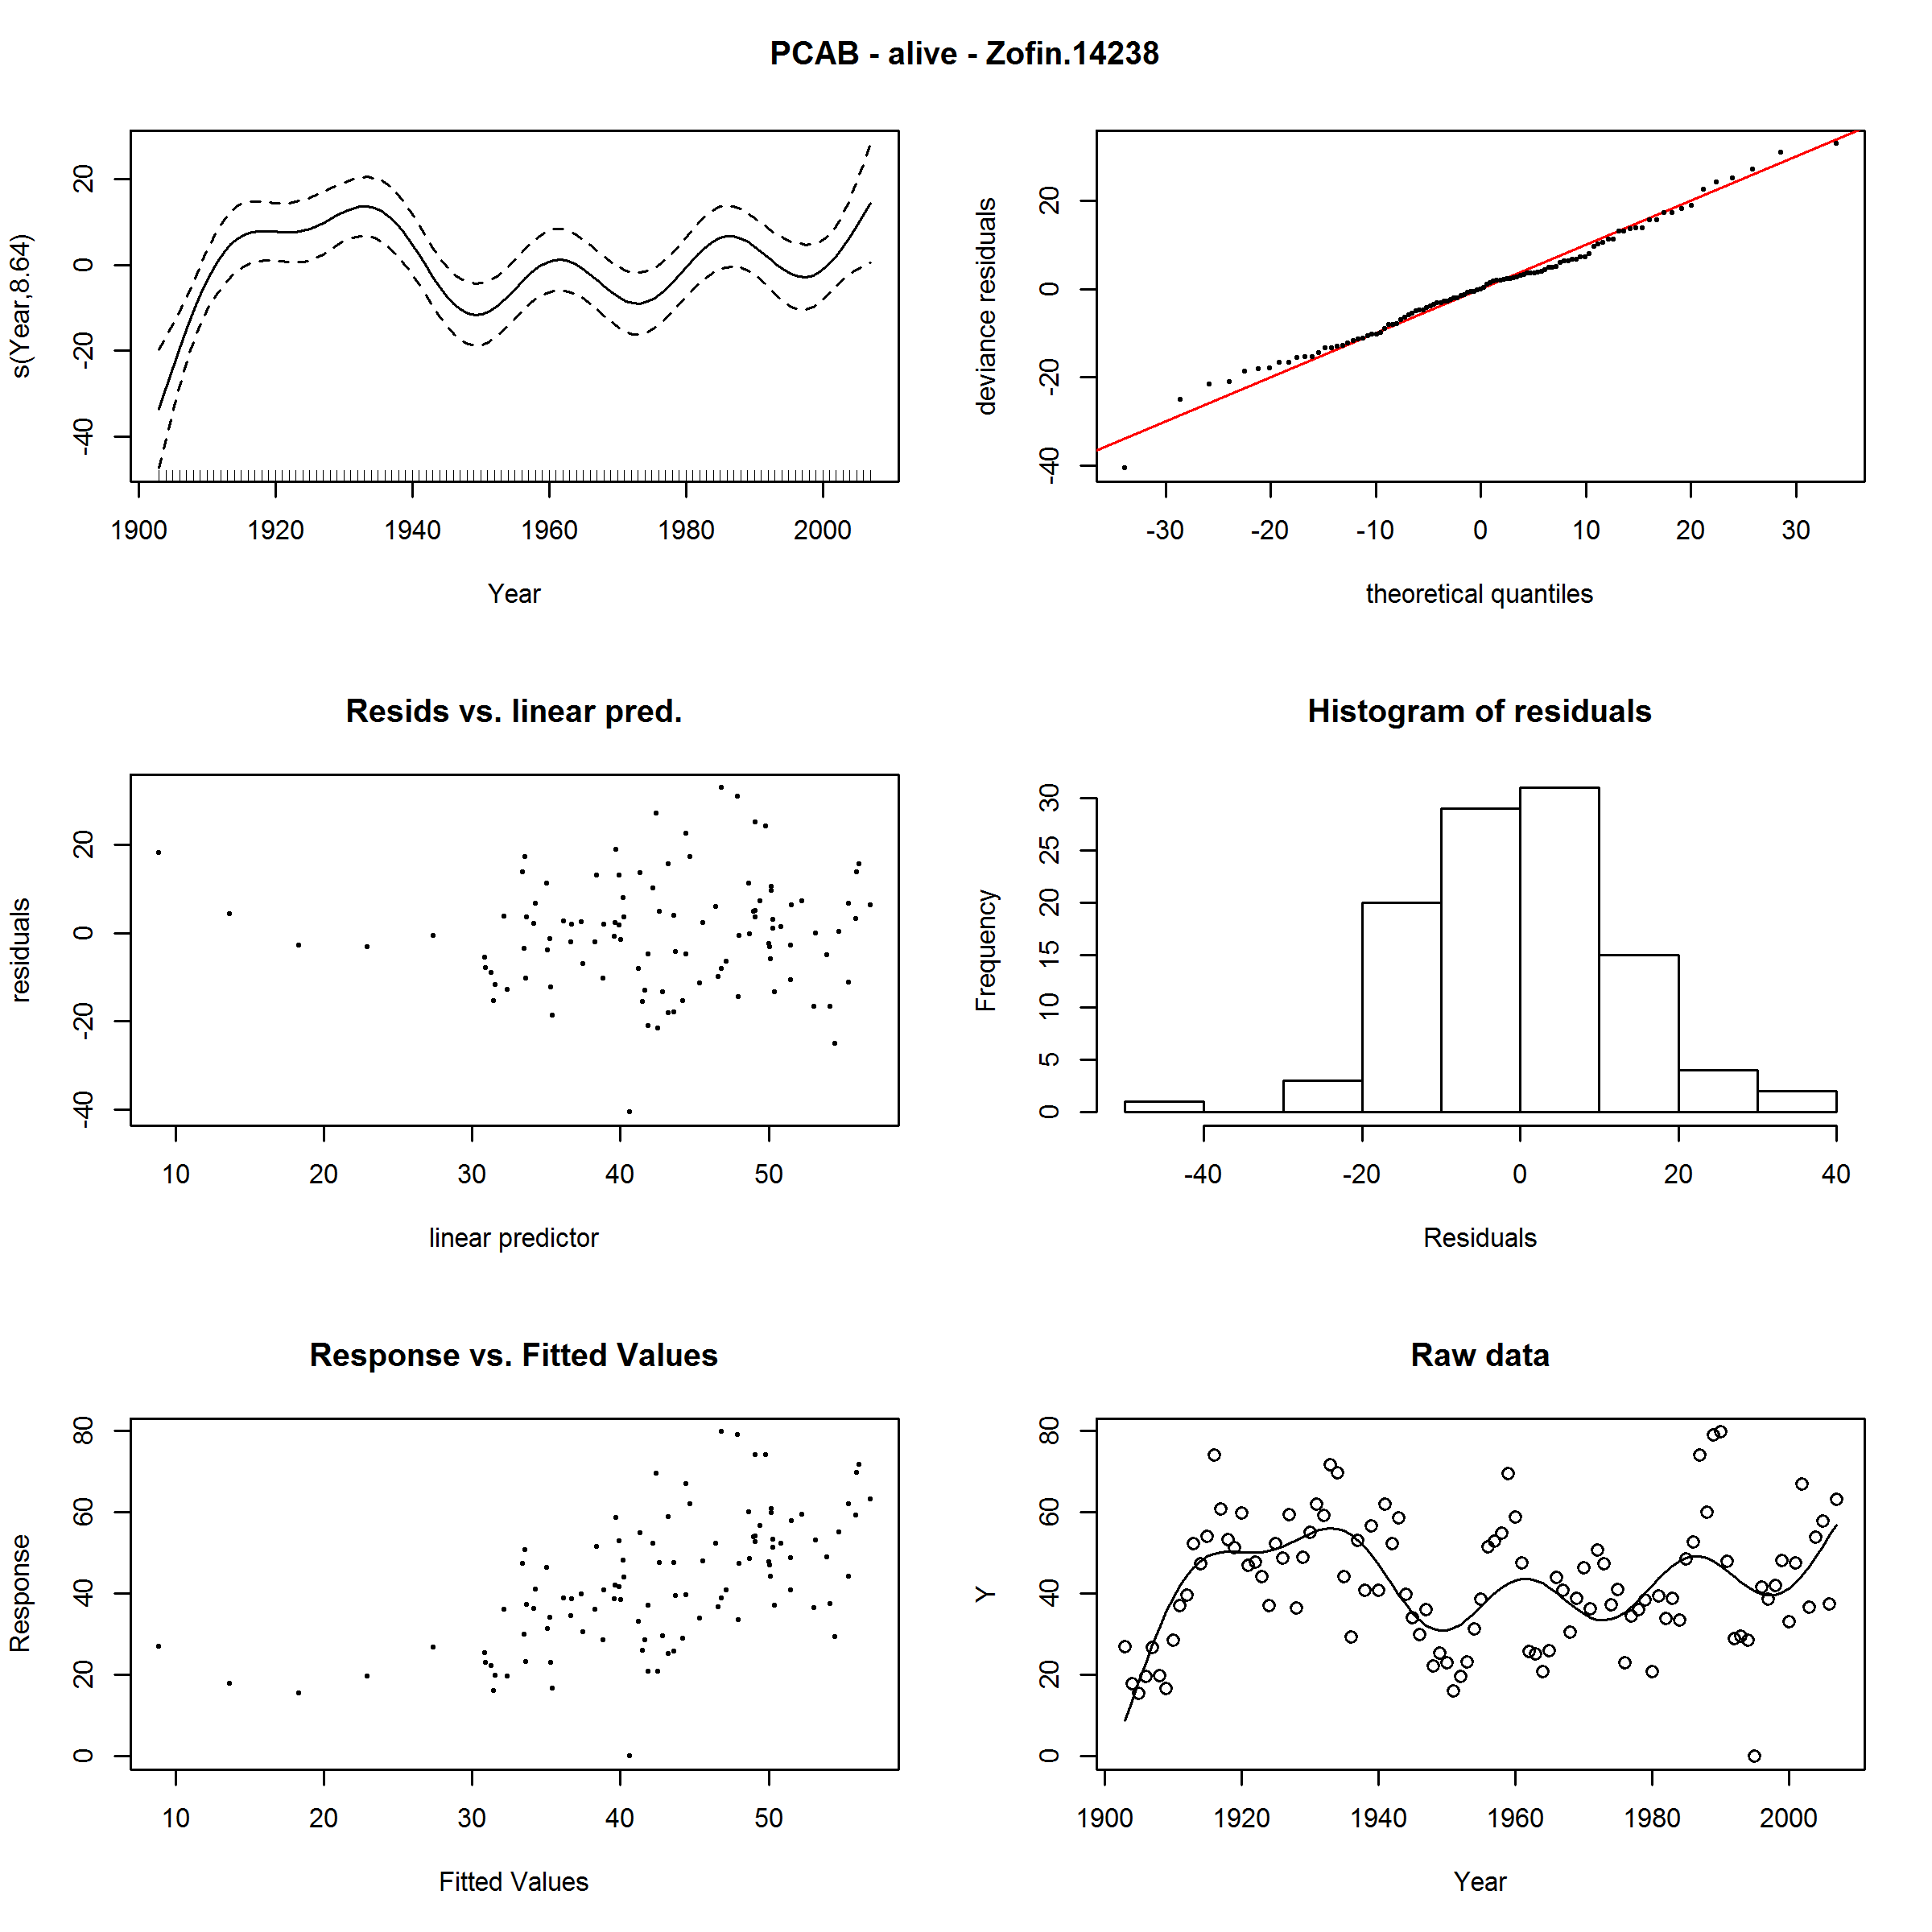 PCAB - alive - Zofin.14238
s(Year,8.64)
20
0
-20
-40
1900 1920 1940 1960 1980 2000
Year
deviance residuals
20
0
-20
-40
-30 -20 -10 0 10 20 30
theoretical quantiles
Resids vs. linear pred.
residuals
20
0
-20
-40
10 20 30 40 50
linear predictor
Histogram of residuals
Frequency
30
25
20
15
10
5
0
-40 -20 0 20 40
Residuals
Response vs. Fitted Values
Response
80
60
40
20
0
10 20 30 40 50
Fitted Values
Raw data
Y
80
60
40
20
0
1900 1920 1940 1960 1980 2000
Year